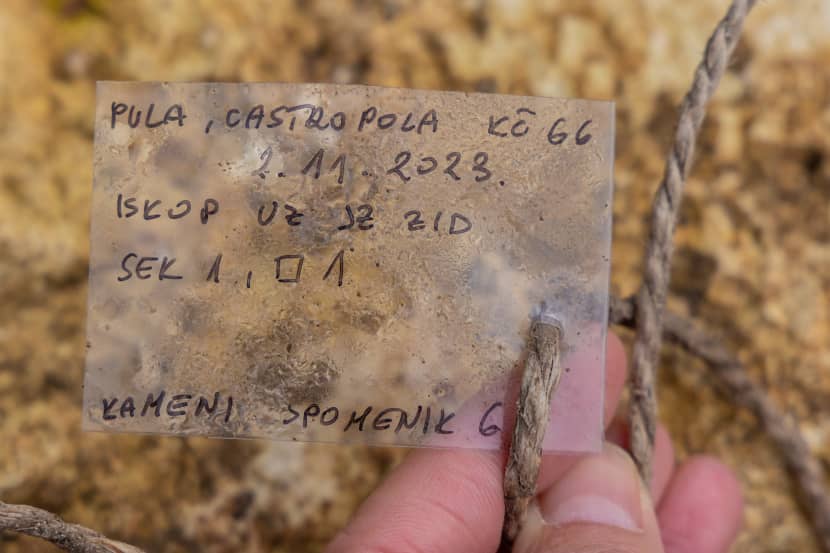 PULA, CASTROPOLA KČ 66
2.11.2023.
ISKOP UZ JZ ZID
SEK 1, □ 1
KAMENI SPOMENIK 6